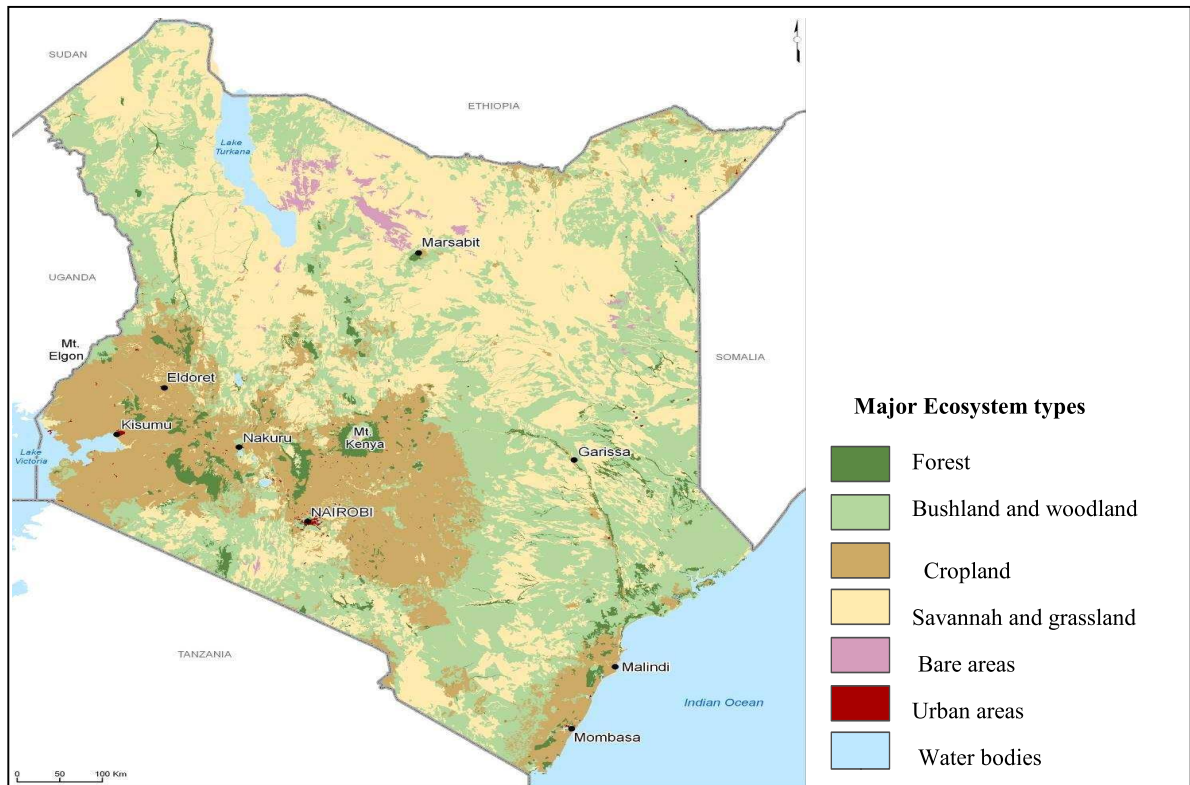 SUDAN
ETHIOPIA
Lake
Turkana
Marsabit
UGANDA
Mt.
Elgon
SOMALIA
Eldoret
Kisumu
Lake
Victoria
Nakuru
Mt.
Kenya
Garissa
NAIROBI
TANZANIA
Malindi
Indian Ocean
Mombasa
0 50 100 Km
Major Ecosystem types
Forest
Bushland and woodland
Cropland
Savannah and grassland
Bare areas
Urban areas
Water bodies